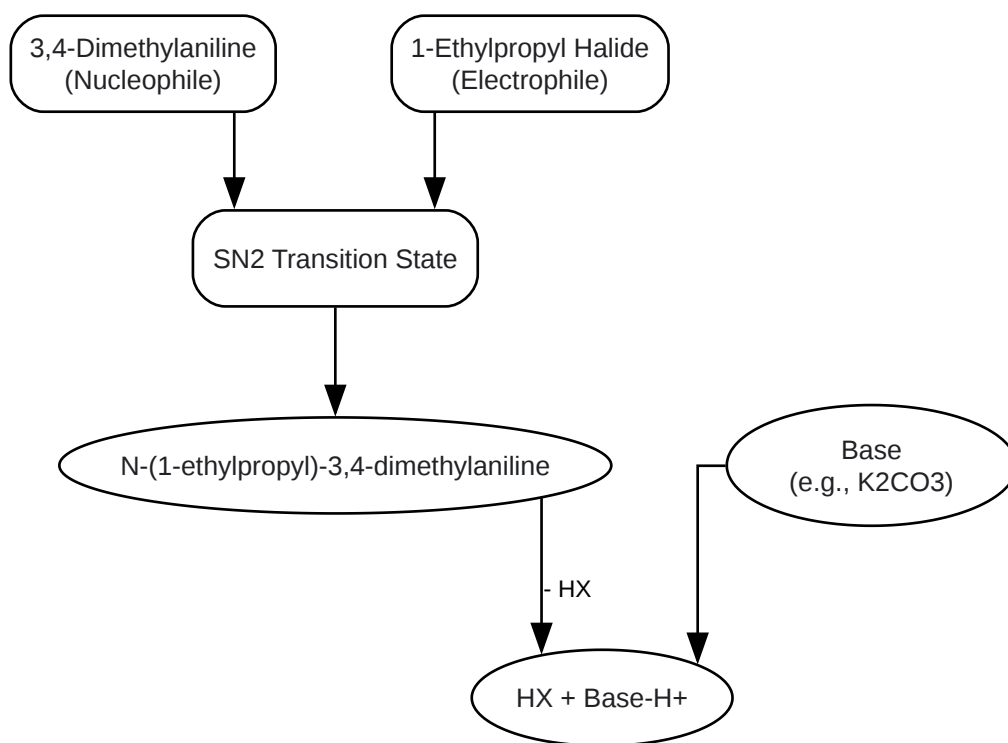 3,4-Dimethylaniline
(Nucleophile)
1-Ethylpropyl Halide
(Electrophile)
SN2 Transition State
N-(1-ethylpropyl)-3,4-dimethylaniline
Base
(e.g., K2CO3)
- HX
HX + Base-H+